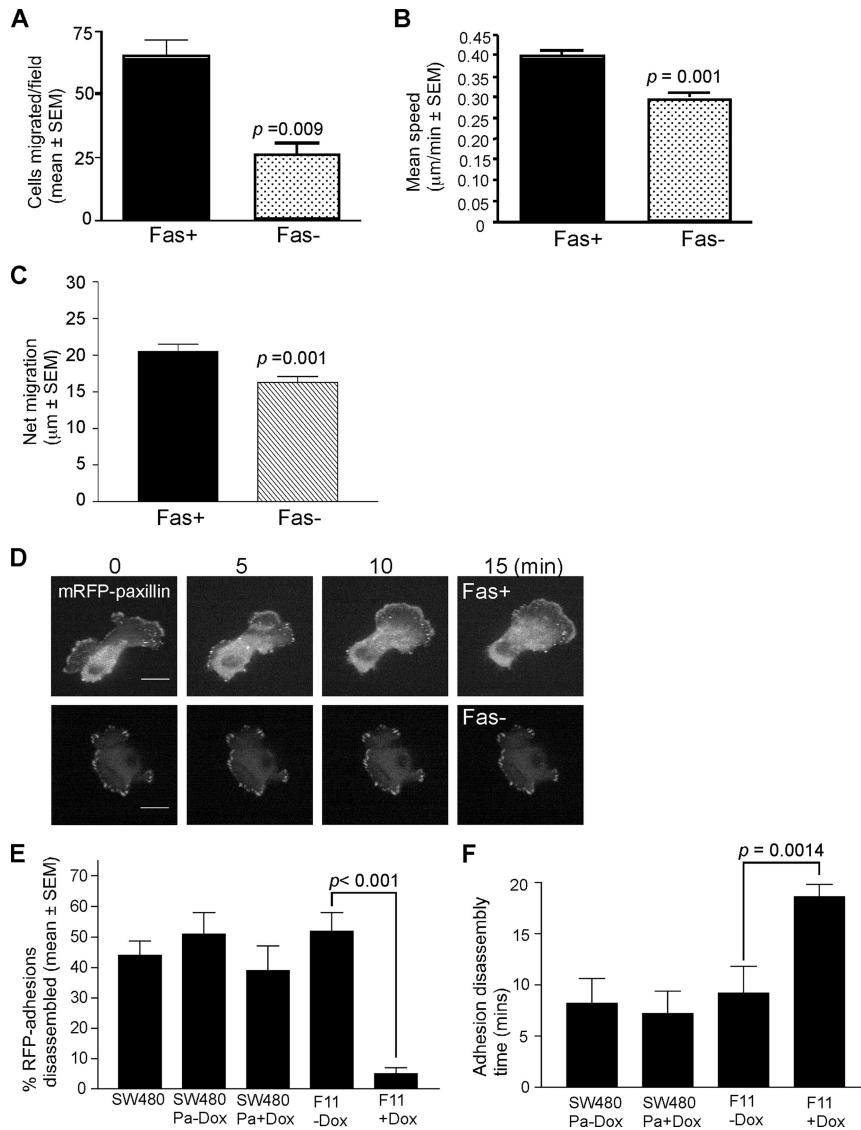 A
Cells migrated/field
(mean ± SEM)
75
50
25
0
p =0.009
Fas+
Fas-
B
Mean speed
(μm/min ± SEM)
0.45
0.40
0.35
0.30
0.25
0.20
0.15
0.10
0.05
0
p = 0.001
Fas+
Fas-
C
Net migration
(μm ± SEM)
30
25
20
15
10
5
0
p =0.001
Fas+
Fas-
D
0
5
10
15 (min)
mRFP-paxillin
Fas+
Fas-
E
% RFP-adhesions
disassembled (mean ± SEM)
100
90
80
70
60
50
40
30
20
10
0
p< 0.001
SW480
SW480
Pa-Dox
SW480
Pa+Dox
F11
-Dox
F11
+Dox
F
Adhesion disassembly
time (mins)
20
15
10
5
0
p = 0.0014
SW480
Pa-Dox
SW480
Pa+Dox
F11
-Dox
F11
+Dox